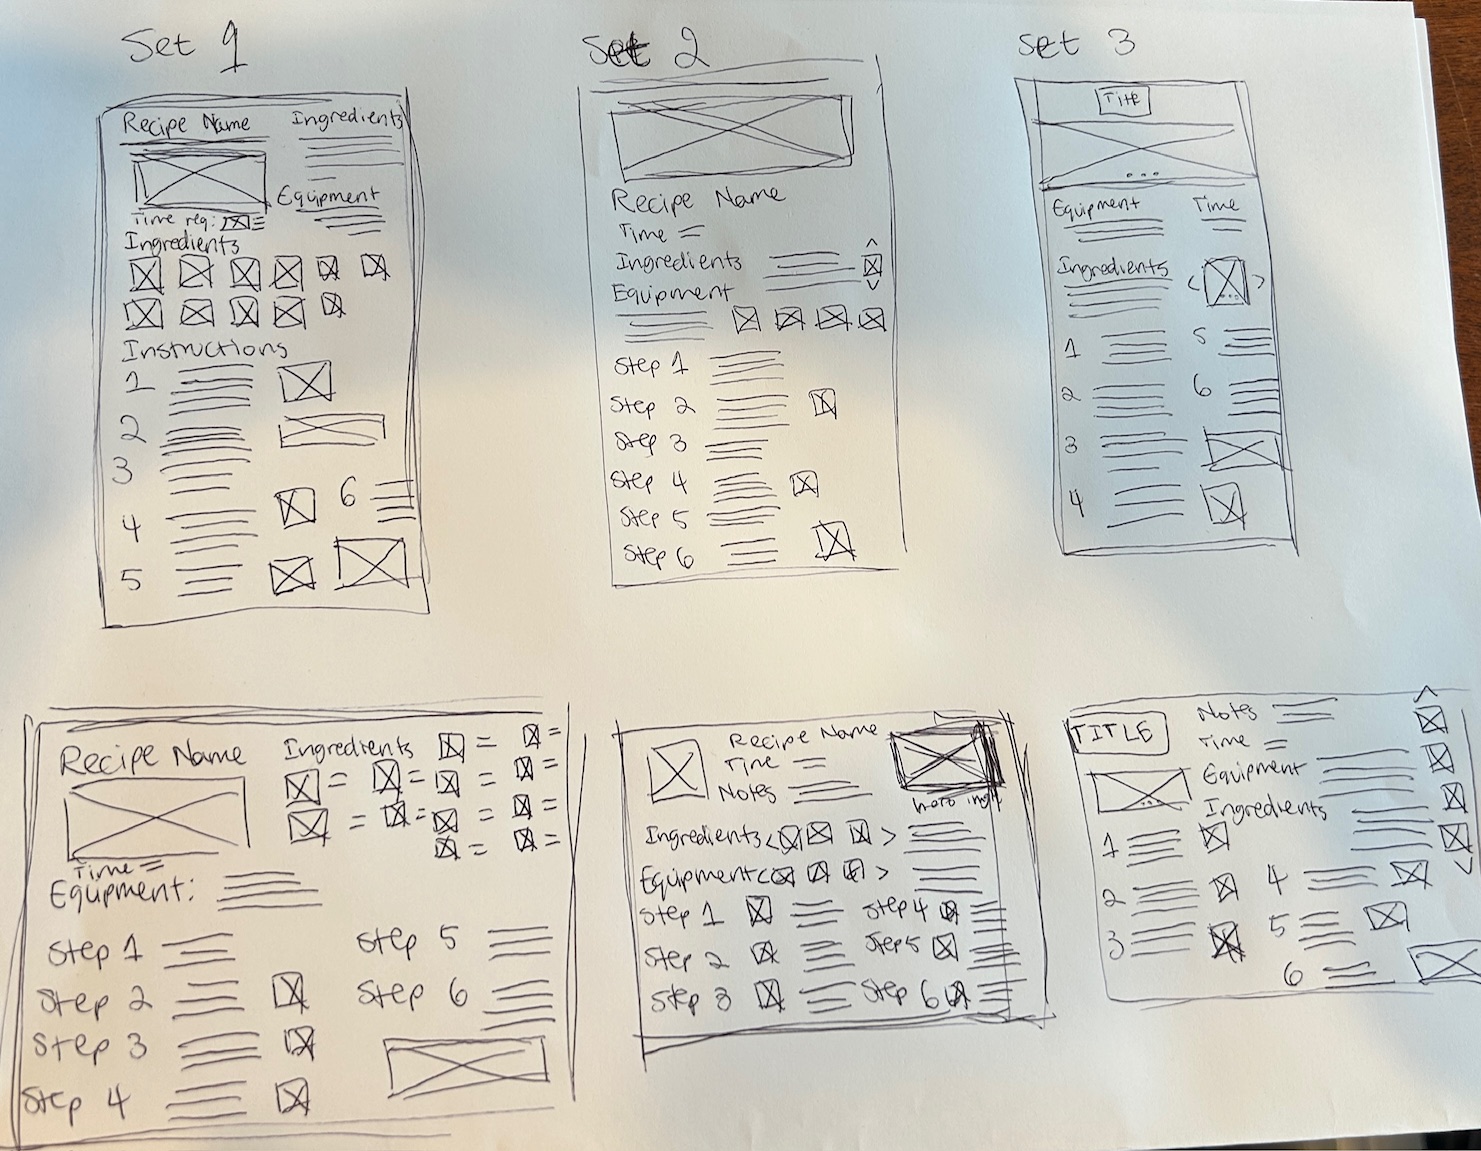 Set 1
Recipe Name
Ingredients
Equipment
Time req:
Ingredients
Instructions
1
2
3
4
5
6
Set 2
Recipe Name
Time
Ingredients
Equipment
Step 1
Step 2
Step 3
Step 4
Step 5
Step 6
Set 3
Title
Equipment
Time
Ingredients
1
2
3
4
5
6
Recipe Name
Time
Equipment:
Ingredients
Step 1
Step 2
Step 3
Step 4
Step 5
Step 6
Recipe Name
Time
Notes
Ingredients < >
Equipment < >
Step 1
Step 2
Step 3
Step 4
Step 5
Step 6
TITLE
Notes
Time
Equipment
Ingredients
1
2
3
4
5
6